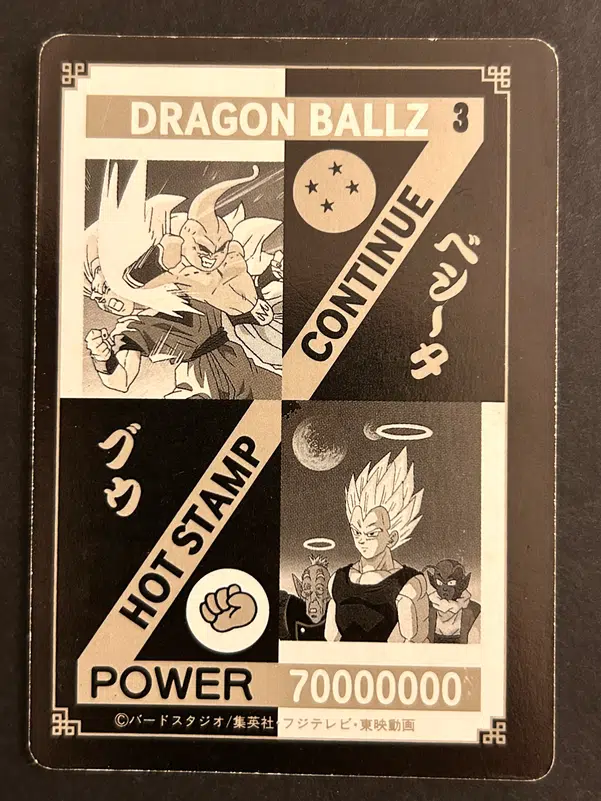 DRAGON BALLZ 3
CONTINUE
ベジータ
ブウ
HOT STAMP
POWER 70000000
©バードスタジオ/集英社・フジテレビ・東映動画